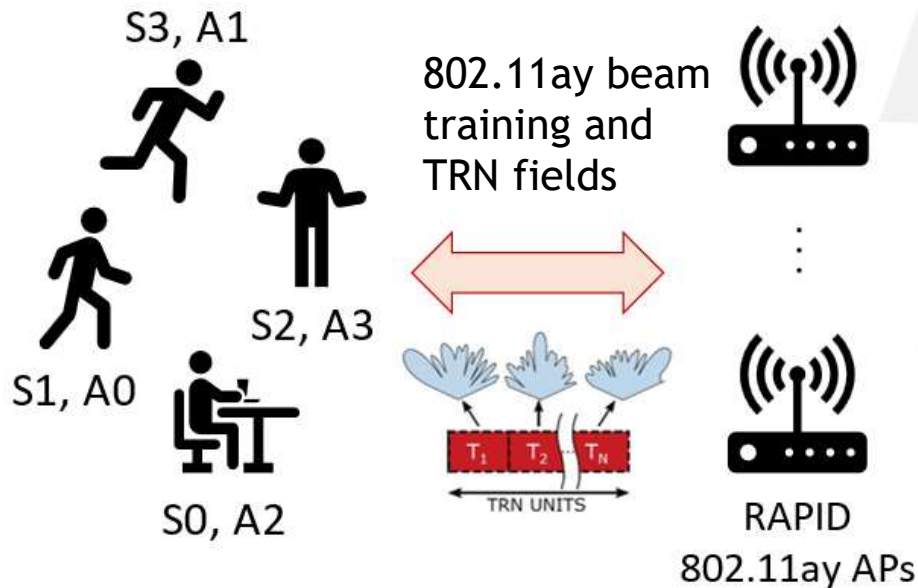 S3, A1
802.11ay beam
training and
TRN fields
S2, A3
S1, A0
S0, A2
T1 T2 ... TN
TRN UNITS
RAPID
802.11ay APs